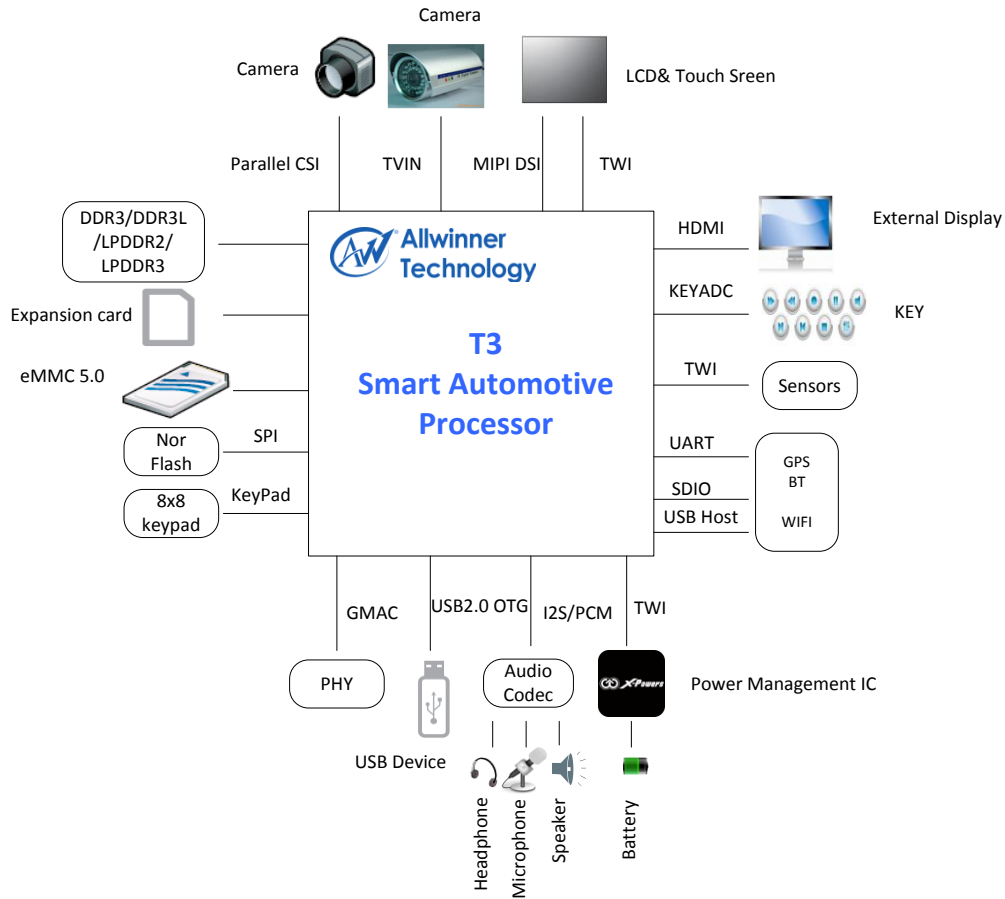 Camera
Camera
LCD& Touch Sreen
Parallel CSI
TVIN
MIPI DSI
TWI
DDR3/DDR3L
/LPDDR2/
LPDDR3
Expansion card
eMMC 5.0
Nor
Flash
SPI
8x8
keypad
KeyPad
AW
Allwinner
Technology
T3
Smart Automotive
Processor
HDMI
External Display
KEYADC
KEY
TWI
Sensors
UART
SDIO
USB Host
GPS
BT
WIFI
GMAC
USB2.0 OTG
I2S/PCM
TWI
PHY
USB Device
Audio
Codec
X-Powers
Power Management IC
Headphone
Microphone
Speaker
Battery